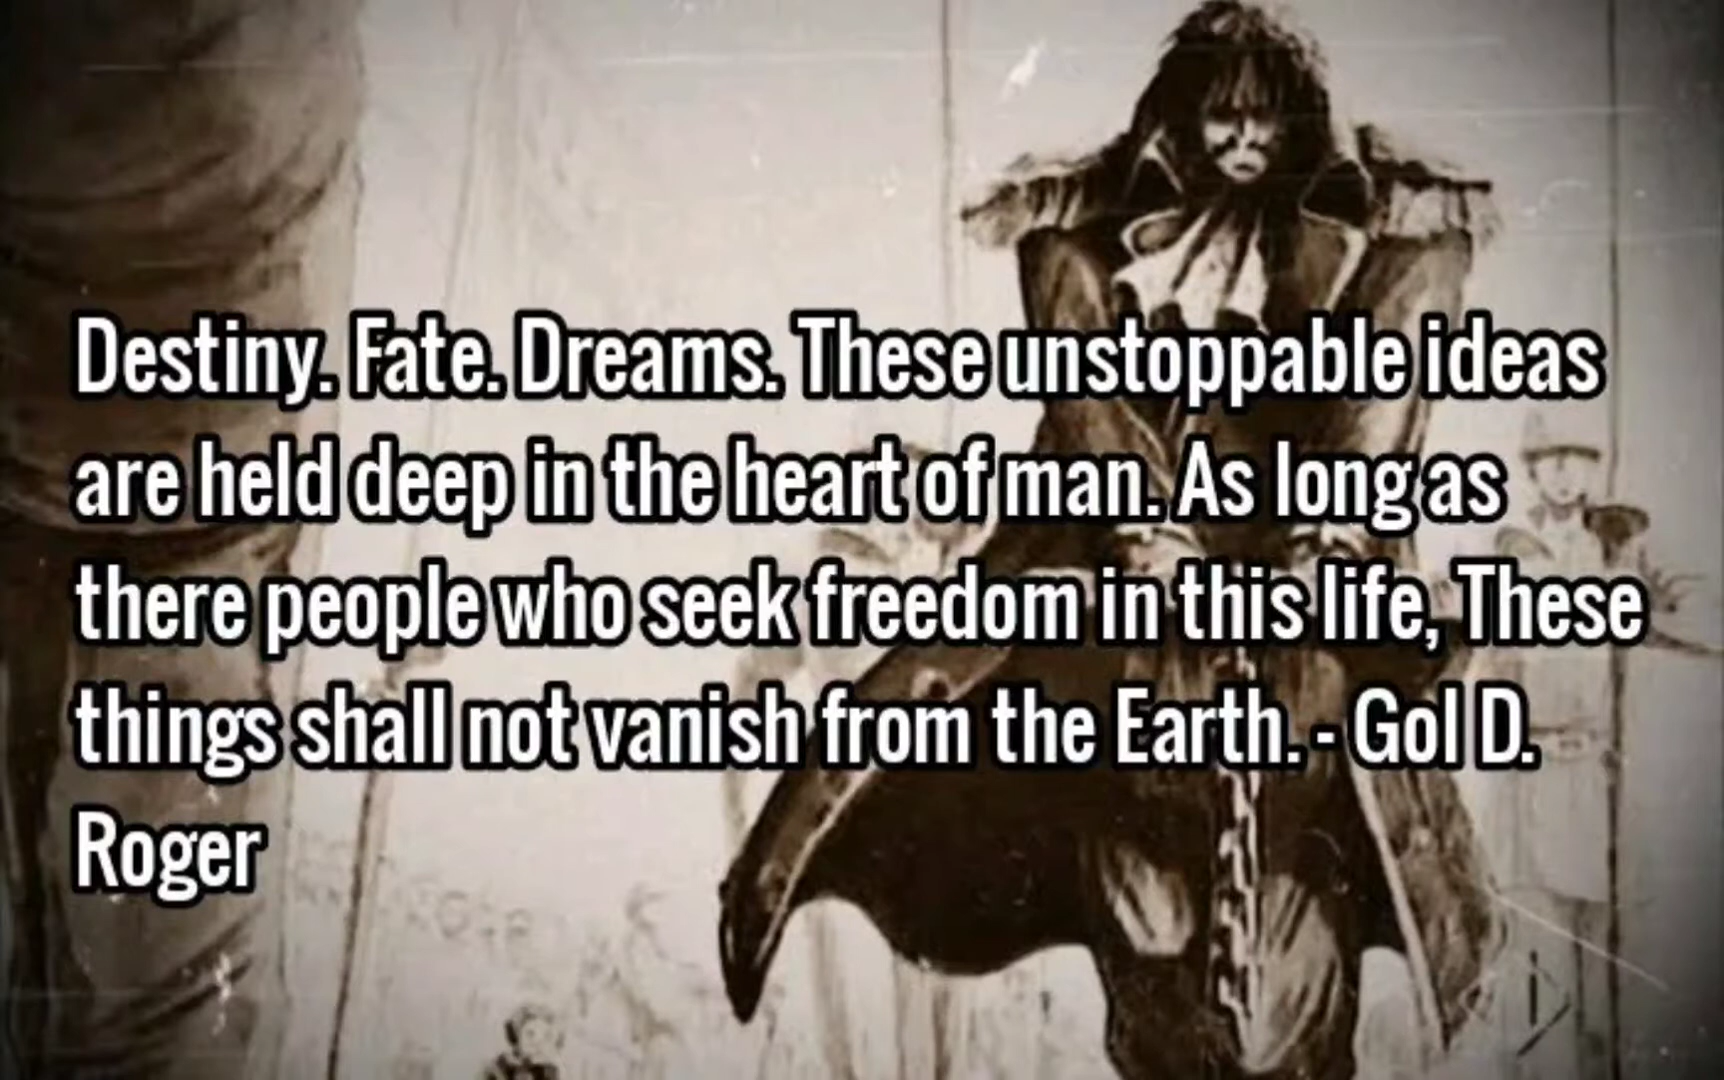 Destiny. Fate. Dreams. These unstoppable ideas
are held deep in the heart of man. As long as
there people who seek freedom in this life, These
things shall not vanish from the Earth. - Gol D.
Roger